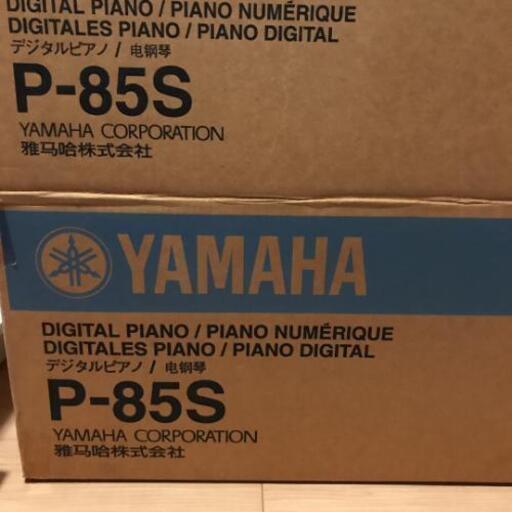 DIGITAL PIANO / PIANO NUMÉRIQUE
DIGITALES PIANO / PIANO DIGITAL
デジタルピアノ / 电钢琴
P-85S
YAMAHA CORPORATION
雅马哈株式会社
YAMAHA
DIGITAL PIANO / PIANO NUMÉRIQUE
DIGITALES PIANO / PIANO DIGITAL
デジタルピアノ / 电钢琴
P-85S
YAMAHA CORPORATION
雅马哈株式会社